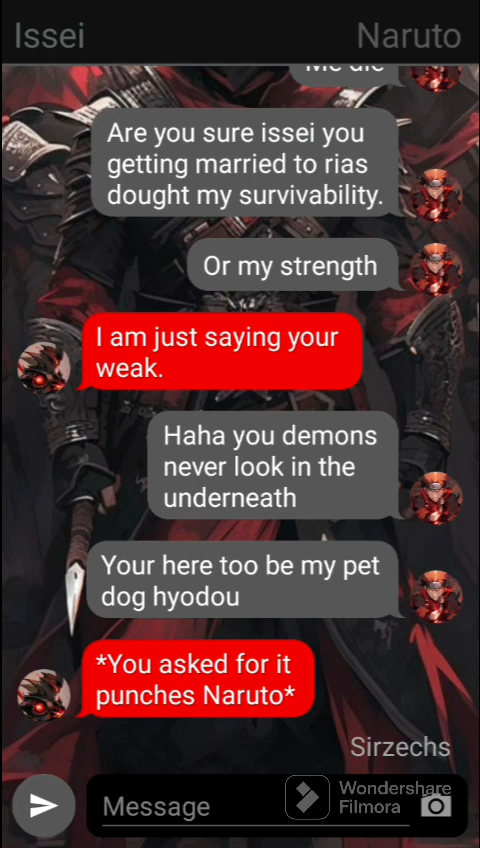 Issei
Naruto
Me die
Are you sure issei you
getting married to rias
dought my survivability.
Or my strength
I am just saying your
weak.
Haha you demons
never look in the
underneath
Your here too be my pet
dog hyodou
*You asked for it
punches Naruto*
Sirzechs
Message
Wondershare
Filmora